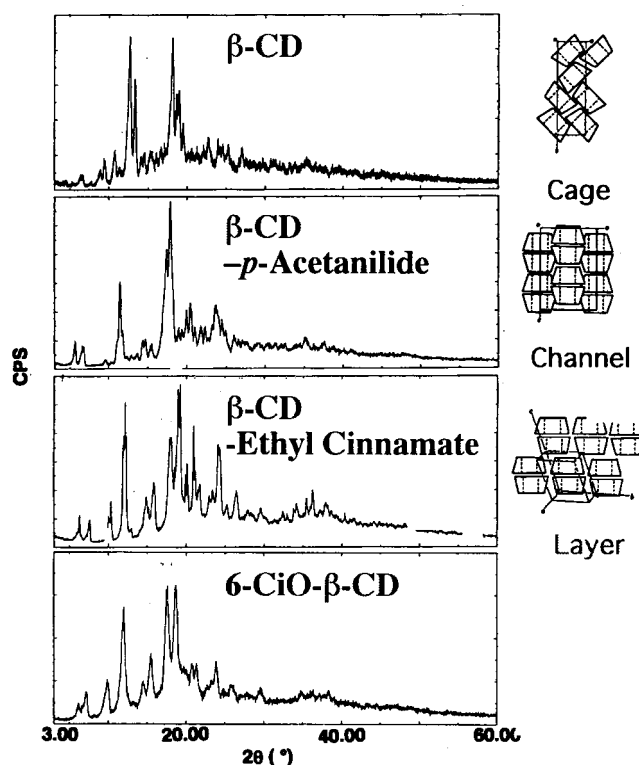 β-CD
Cage
β-CD
–p-Acetanilide
Channel
CPS
β-CD
-Ethyl Cinnamate
Layer
6-CiO-β-CD
3.00 20.00 40.00 60.00
2θ (°)